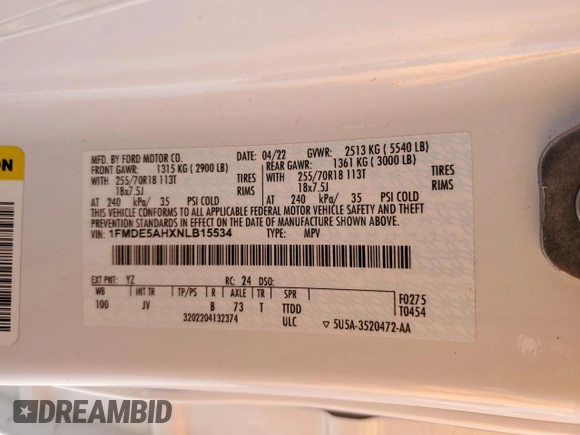 ON
MFD. BY FORD MOTOR CO. 04/22 GVWR: 2513 KG ( 5540 LB)
FRONT GAWR: 1315 KG ( 2900 LB) REAR GAWR: 1361 KG ( 3000 LB)
WITH 255/70R18 113T TIRES WITH 255/70R18 113T TIRES
18x7.5J RIMS 18x7.5J RIMS
AT 240 kPa/ 35 PSI COLD AT 240 kPa/ 35 PSI COLD
THIS VEHICLE CONFORMS TO ALL APPLICABLE FEDERAL MOTOR VEHICLE SAFETY AND THEFT
PREVENTION STANDARDS IN EFFECT ON THE DATE OF MANUFACTURE SHOWN ABOVE.
VIN: 1FMDE5AHXNLB15534 TYPE: MPV
EXT PNT: YZ RC: 24 DSO:
WB INT TR TP/PS R AXLE TR SPR F0275
100 JV B 73 T TTDD T0454
3202204132374 ULC ▽ 5U5A-3520472-AA
DREAMBID